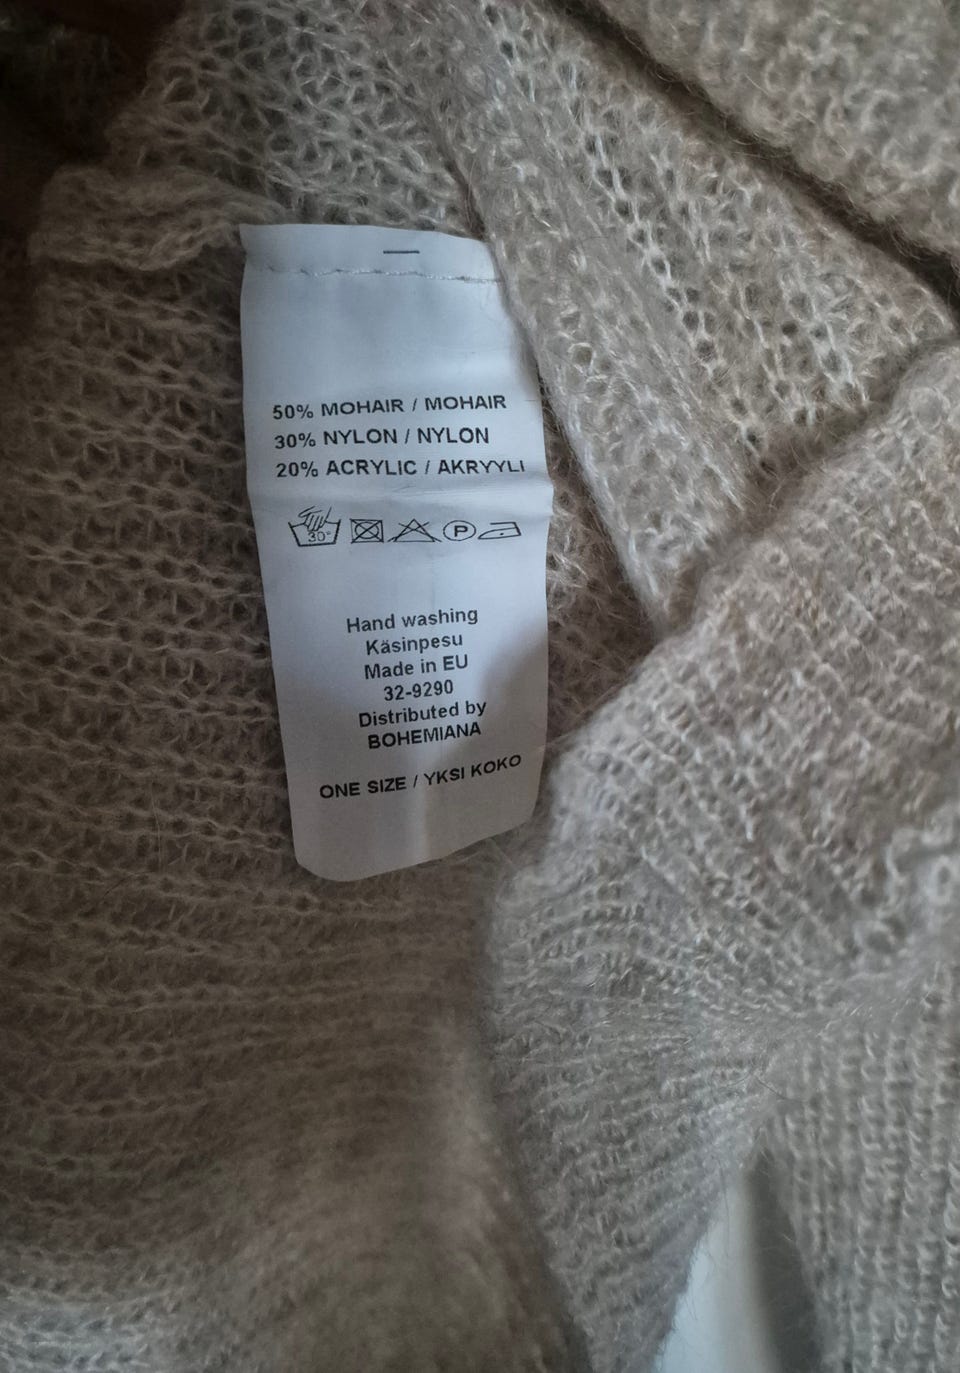 50% MOHAIR / MOHAIR
30% NYLON / NYLON
20% ACRYLIC / AKRYYLI
30° P
Hand washing
Käsinpesu
Made in EU
32-9290
Distributed by
BOHEMIANA
ONE SIZE / YKSI KOKO